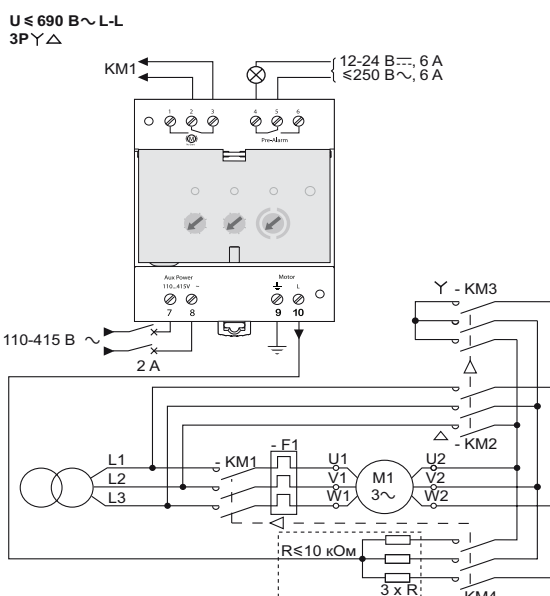 U ≤ 690 В∼ L-L
3P Y △
KM1
12-24 В⎓, 6 A
≤250 В∼, 6 A
1 2 3 4 5 6
M
Pre-Alarm
Aux Power
110...415V ~
Motor
L
7 8 9 10
110-415 В ∼
2 A
Y - KM3
△ - KM2
L1
L2
L3
- KM1
- F1
U1
V1
W1
M1
3∼
U2
V2
W2
R≤10 кОм
3 x R
- KM4